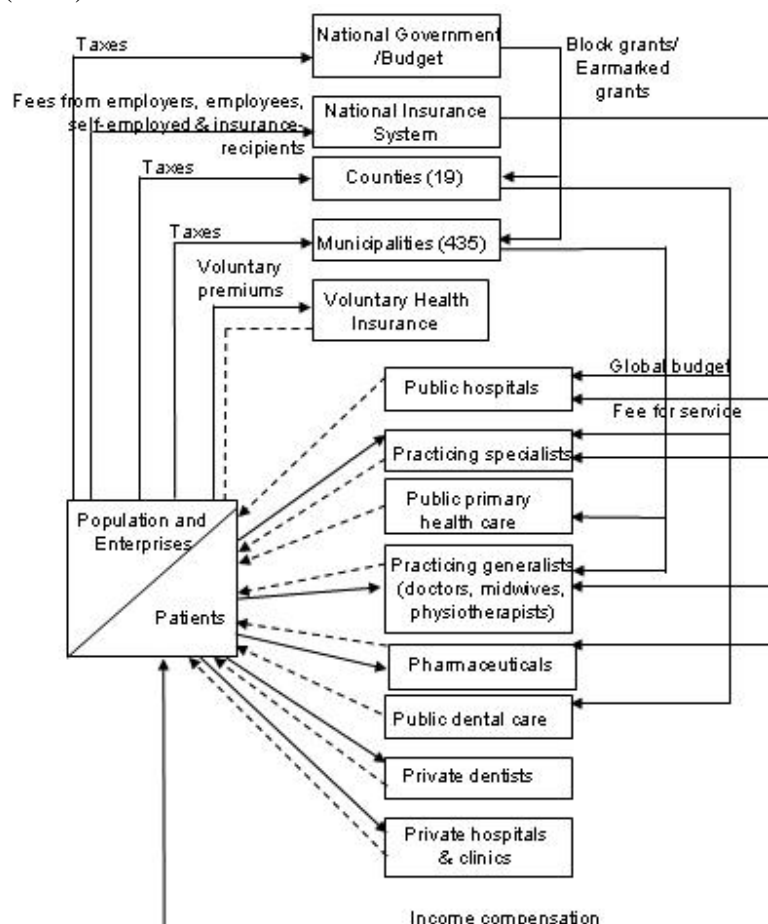 National Government
/Budget
Taxes
Block grants/
Earmarked
grants
Fees from employers, employees,
self-employed & insurance-
recipients
National Insurance
System
Taxes
Counties (19)
Taxes
Municipalities (435)
Voluntary
premiums
Voluntary Health
Insurance
Global budget
Public hospitals
Fee for service
Practicing specialists
Public primary
health care
Population and
Enterprises
Patients
Practicing generalists
(doctors, midwives,
physiotherapists)
Pharmaceuticals
Public dental care
Private dentists
Private hospitals
& clinics
Income compensation